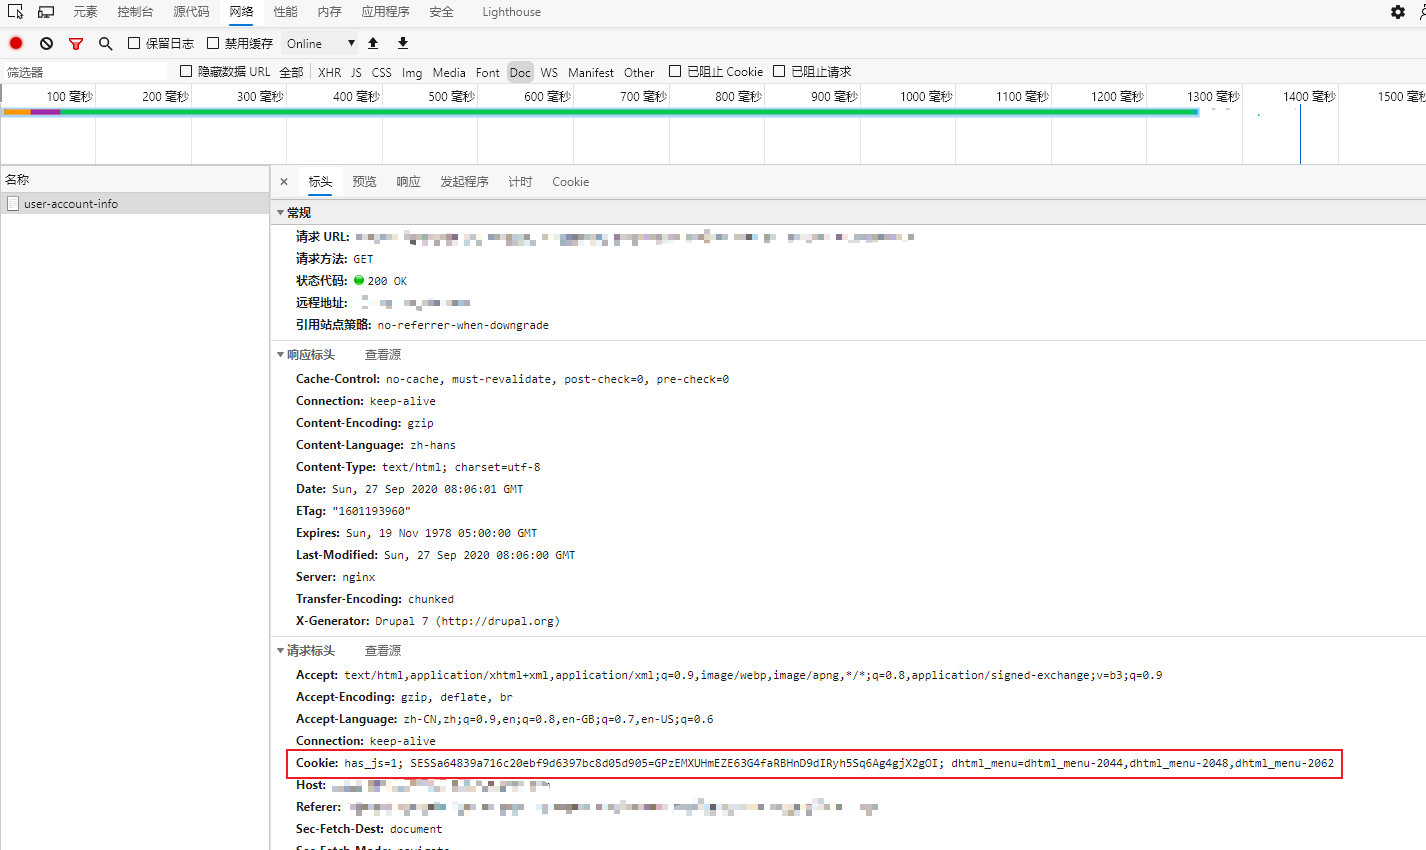 元素 控制台 源代码 网络 性能 内存 应用程序 安全 Lighthouse
保留日志 禁用缓存 Online
筛选器 隐藏数据 URL 全部 XHR JS CSS Img Media Font Doc WS Manifest Other 已阻止 Cookie 已阻止请求
100 毫秒 200 毫秒 300 毫秒 400 毫秒 500 毫秒 600 毫秒 700 毫秒 800 毫秒 900 毫秒 1000 毫秒 1100 毫秒 1200 毫秒 1300 毫秒 1400 毫秒 1500 毫秒
名称
user-account-info
× 标头 预览 响应 发起程序 计时 Cookie
常规
请求 URL:
请求方法: GET
状态代码: 200 OK
远程地址:
引用站点策略: no-referrer-when-downgrade
响应标头 查看源
Cache-Control: no-cache, must-revalidate, post-check=0, pre-check=0
Connection: keep-alive
Content-Encoding: gzip
Content-Language: zh-hans
Content-Type: text/html; charset=utf-8
Date: Sun, 27 Sep 2020 08:06:01 GMT
ETag: "1601193960"
Expires: Sun, 19 Nov 1978 05:00:00 GMT
Last-Modified: Sun, 27 Sep 2020 08:06:00 GMT
Server: nginx
Transfer-Encoding: chunked
X-Generator: Drupal 7 (http://drupal.org)
请求标头 查看源
Accept: text/html,application/xhtml+xml,application/xml;q=0.9,image/webp,image/apng,*/*;q=0.8,application/signed-exchange;v=b3;q=0.9
Accept-Encoding: gzip, deflate, br
Accept-Language: zh-CN,zh;q=0.9,en;q=0.8,en-GB;q=0.7,en-US;q=0.6
Connection: keep-alive
Cookie: has_js=1; SESSa64839a716c20ebf9d6397bc8d05d905=GPzEMXUHmEZE63G4faRBHnD9dIRyh5Sq6Ag4gjX2gOI; dhtml_menu=dhtml_menu-2044,dhtml_menu-2048,dhtml_menu-2062
Host:
Referer:
Sec-Fetch-Dest: document